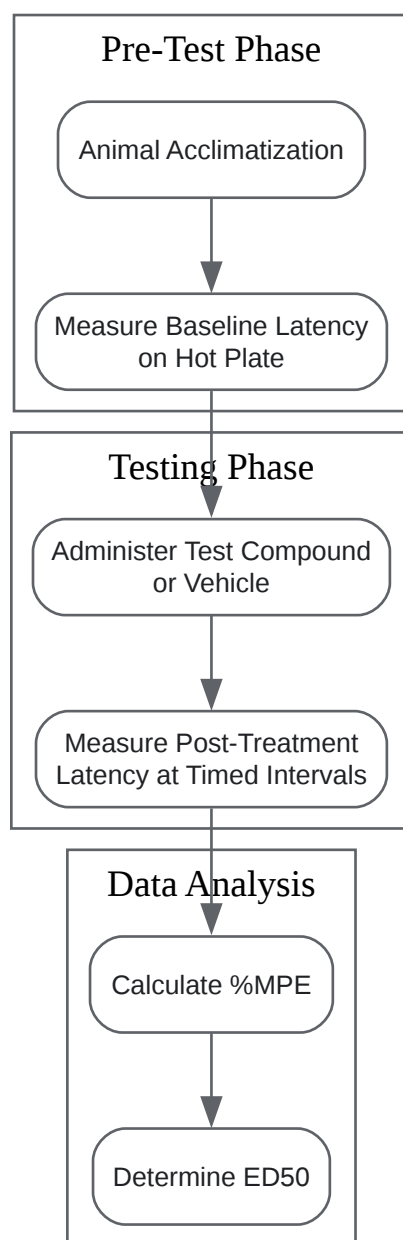 Pre-Test Phase
Animal Acclimatization
Measure Baseline Latency
on Hot Plate
Testing Phase
Administer Test Compound
or Vehicle
Measure Post-Treatment
Latency at Timed Intervals
Data Analysis
Calculate %MPE
Determine ED50